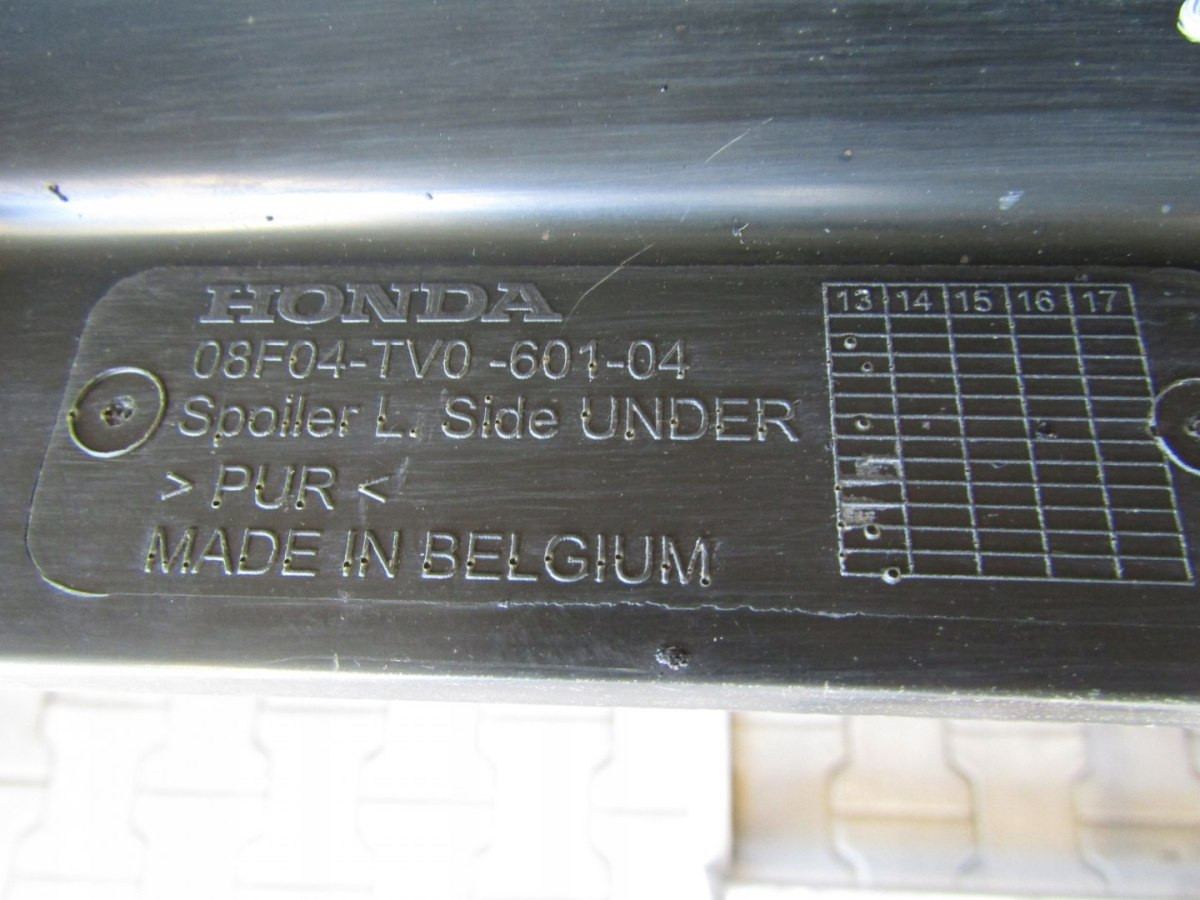 HONDA
08F04-TV0 -601-04
Spoiler L. Side UNDER
> PUR <
MADE IN BELGIUM
13 14 15 16 17